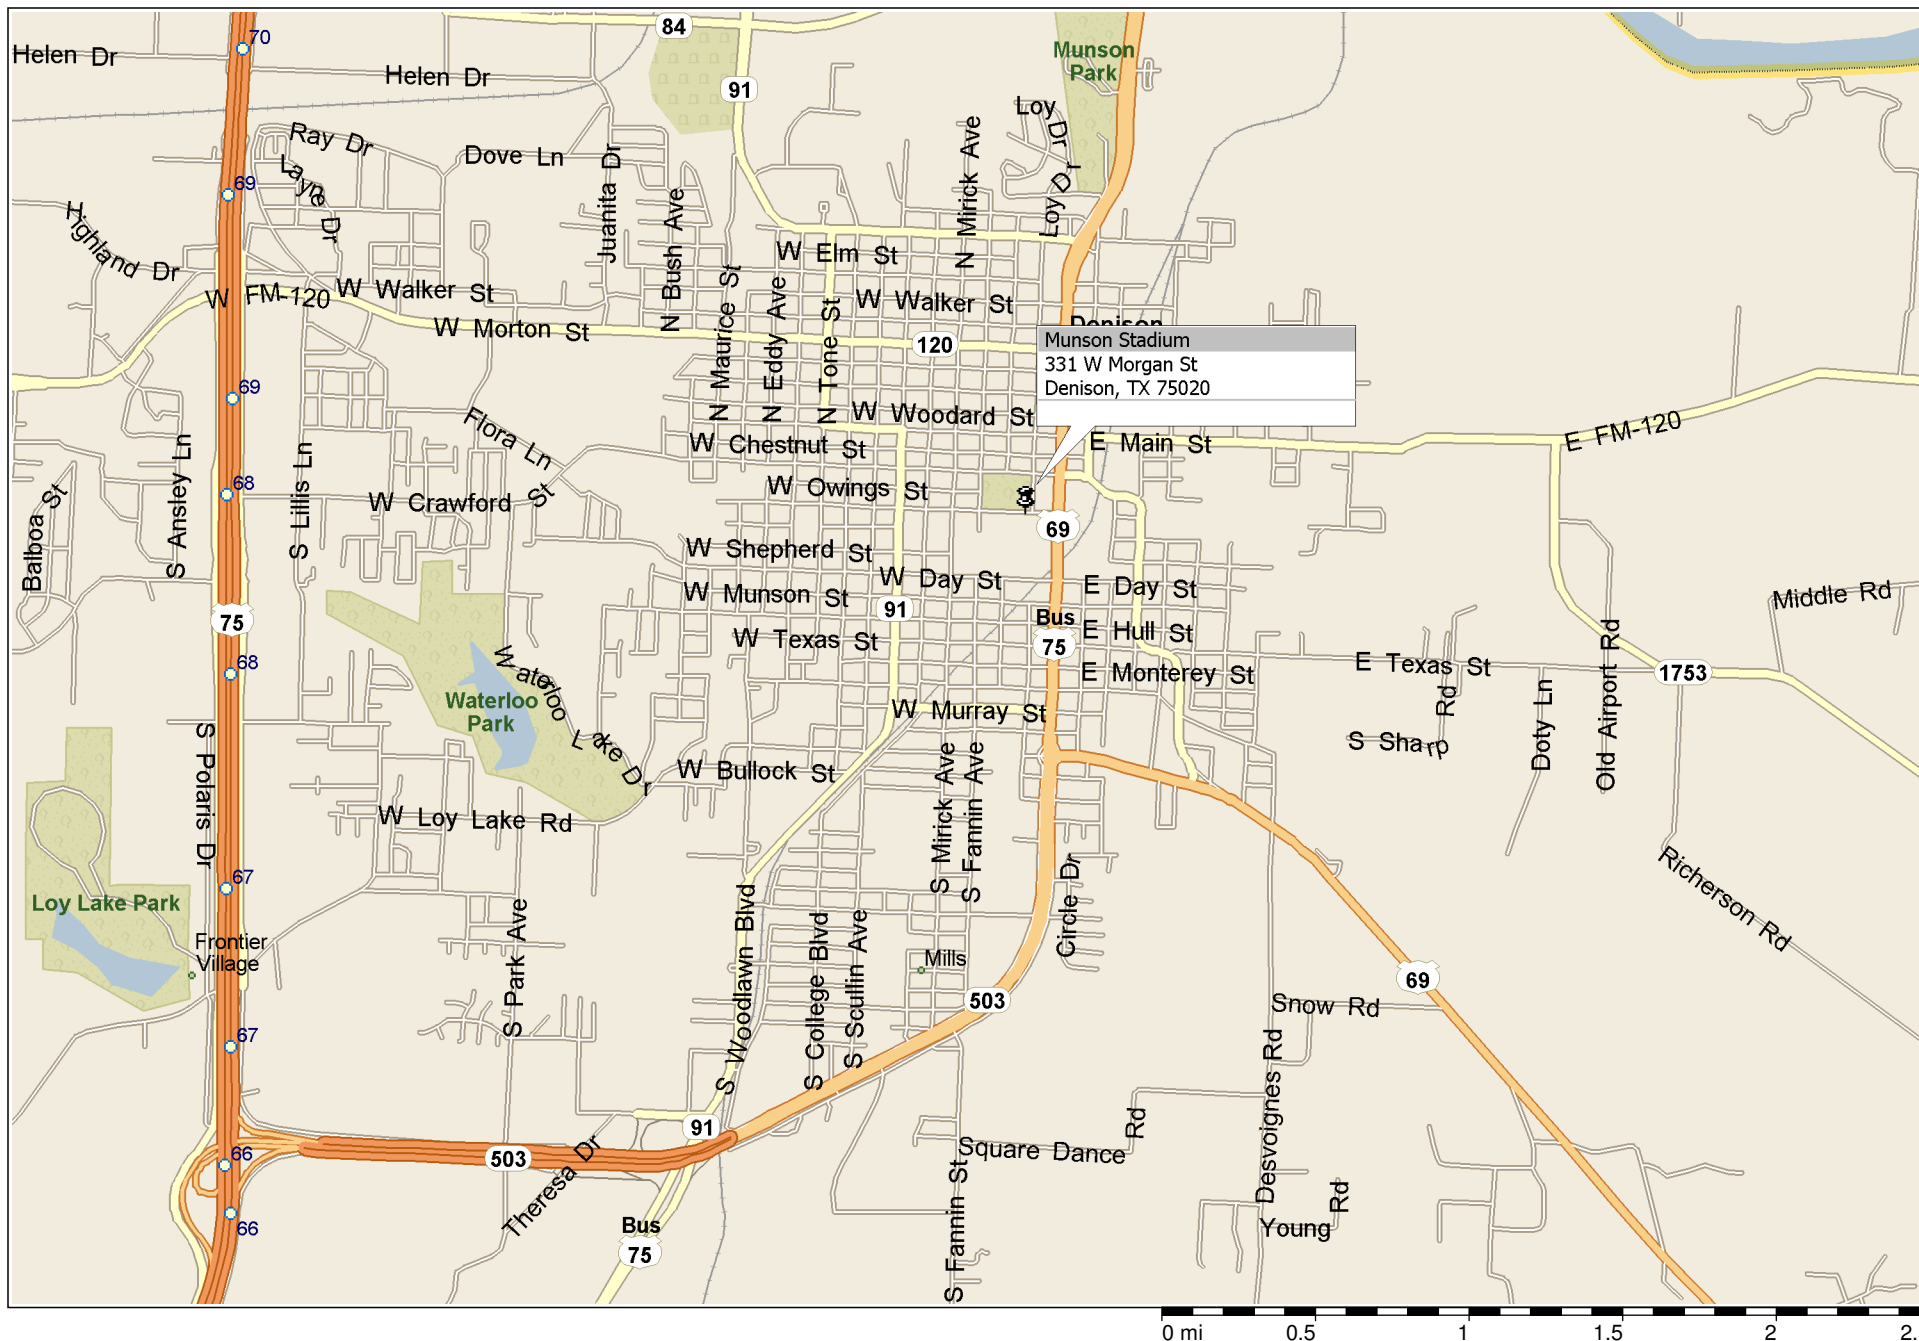 84
70
Helen Dr
Helen Dr
Munson
Park
91
Loy Dr
Ray Dr
Dove Ln
Juanita Dr
N Mirick Ave
Layne Dr
69
Loy Dr
N Bush Ave
Highland Dr
W Elm St
W FM-120
W Walker St
W Walker St
N Maurice St
N Eddy Ave
N Tone St
W Morton St
120
Denison
Munson Stadium
331 W Morgan St
Denison, TX 75020
69
W Woodard St
Flora Ln
W Chestnut St
E Main St
E FM-120
S Ansley Ln
S Lillis Ln
68
W Crawford St
W Owings St
Balboa St
69
W Shepherd St
W Day St
E Day St
W Munson St
91
Middle Rd
75
Bus
75
E Hull St
W Texas St
Old Airport Rd
68
Waterloo Lake Dr
E Texas St
1753
E Monterey St
Waterloo
Park
W Murray St
S Sharp Rd
Doty Ln
S Polaris Dr
W Bullock St
S Mirick Ave
S Fannin Ave
W Loy Lake Rd
67
Circle Dr
Richerson Rd
Loy Lake Park
Frontier
Village
S Park Ave
S Woodlawn Blvd
S College Blvd
S Scullin Ave
Mills
69
503
Snow Rd
67
Desvoignes Rd
91
Square Dance Rd
66
503
Theresa Dr
S Fannin St
Young Rd
66
Bus
75
0 mi 0.5 1 1.5 2 2.